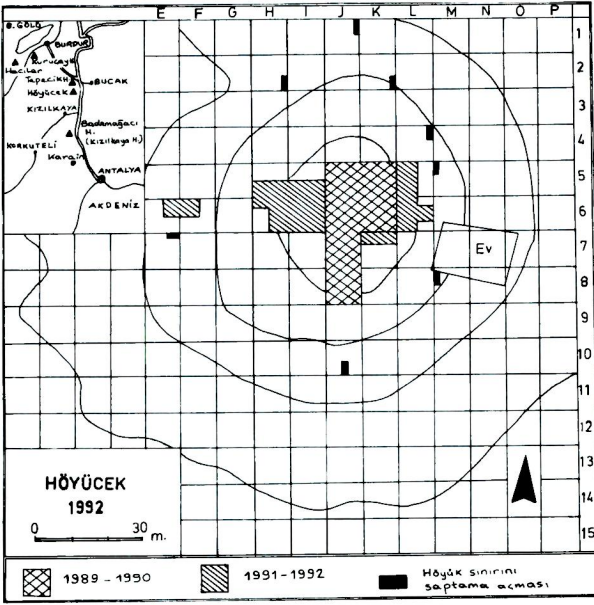 E F G H I J K L M N O P
B. GÖLÜ
BURDUR
Kuruçay H.
Hacılar
Tepecik H.
BUCAK
Höyücek
KIZILKAYA
Bademağacı
H.
(Kızılkaya H.)
KORKUTELİ
Karain
ANTALYA
AKDENİZ
1
2
3
4
5
6
7
8
9
10
11
12
13
14
15
Ev
HÖYÜCEK
1992
0 30 m.
1989-1990
1991-1992
Höyük sınırını
saptama açması